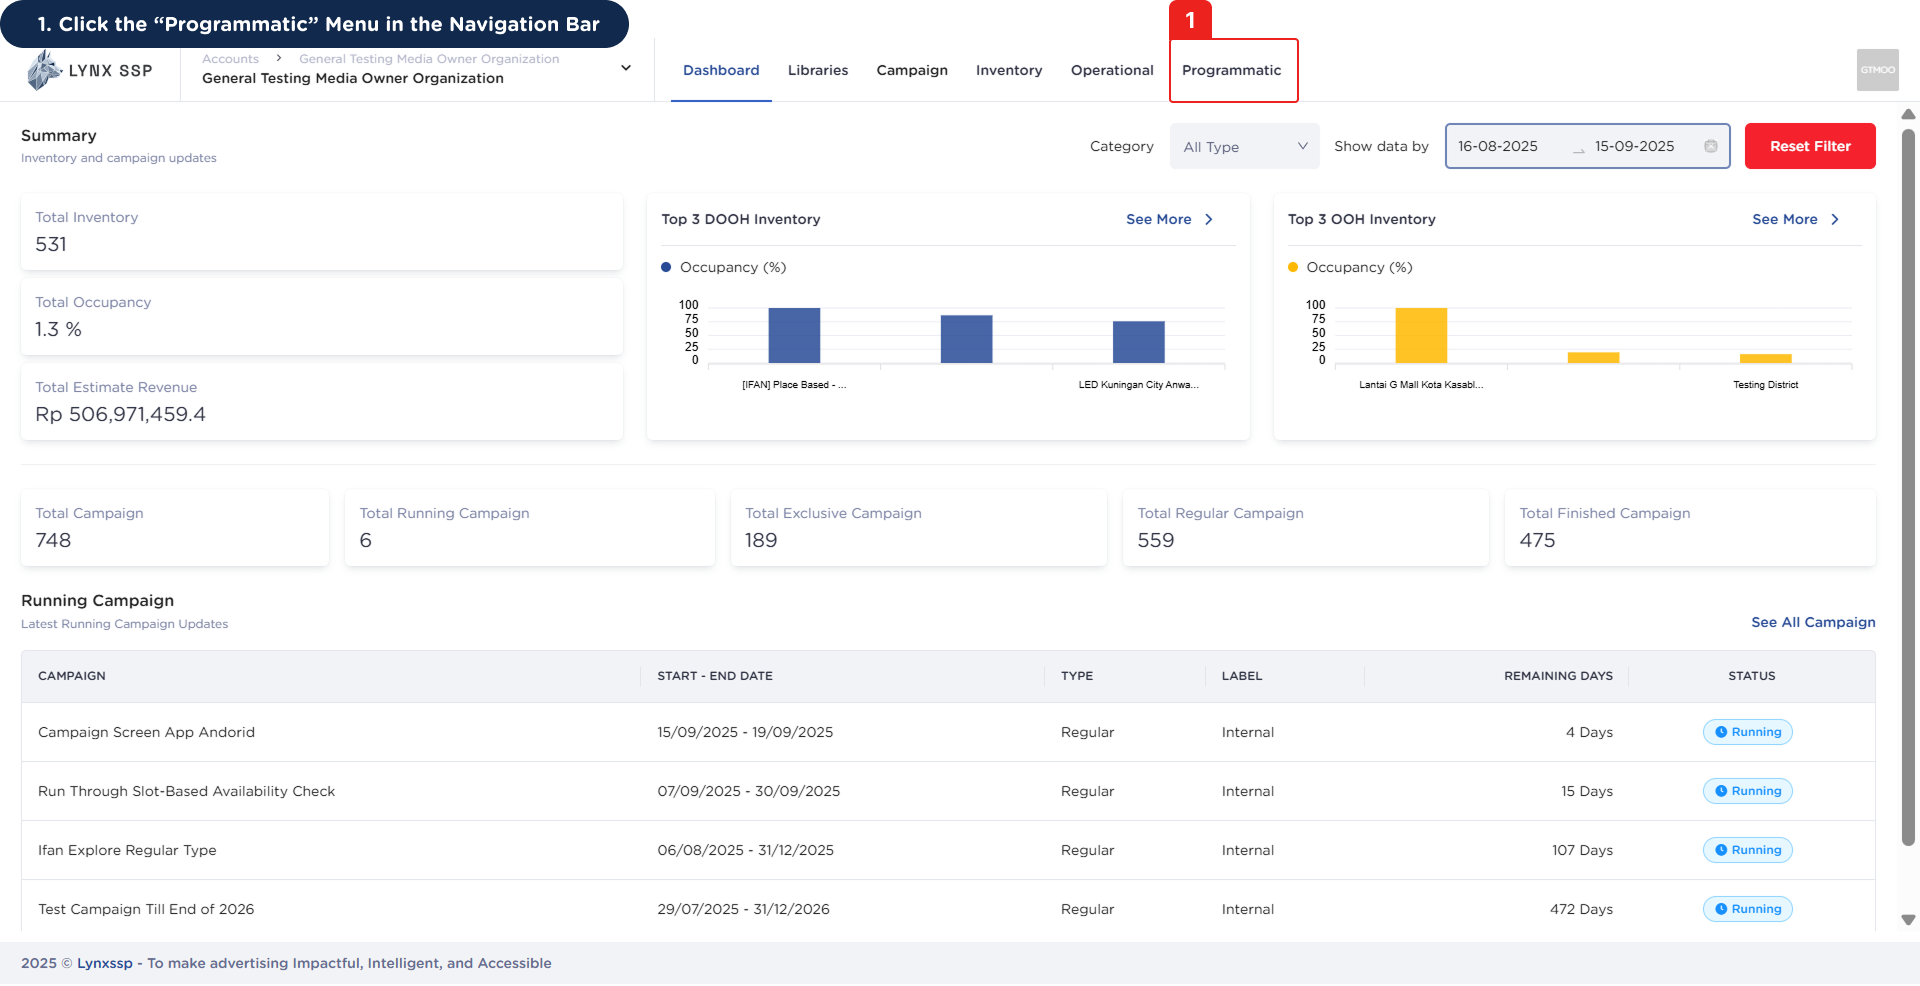 1. Click the “Programmatic” Menu in the Navigation Bar
1
LYNX SSP
Accounts > General Testing Media Owner Organization
General Testing Media Owner Organization
Dashboard Libraries Campaign Inventory Operational Programmatic
GTMOO
Summary
Inventory and campaign updates
Category All Type Show data by 16-08-2025 15-09-2025 Reset Filter
Total Inventory
531
Total Occupancy
1.3 %
Total Estimate Revenue
Rp 506,971,459.4
Top 3 DOOH Inventory See More
Occupancy (%)
100
75
50
25
0
[IFAN] Place Based - ... LED Kuningan City Anwa...
Top 3 OOH Inventory See More
Occupancy (%)
100
75
50
25
0
Lantai G Mall Kota Kasabl... Testing District
Total Campaign
748
Total Running Campaign
6
Total Exclusive Campaign
189
Total Regular Campaign
559
Total Finished Campaign
475
Running Campaign
Latest Running Campaign Updates
See All Campaign
CAMPAIGN START - END DATE TYPE LABEL REMAINING DAYS STATUS
Campaign Screen App Andorid 15/09/2025 - 19/09/2025 Regular Internal 4 Days Running
Run Through Slot-Based Availability Check 07/09/2025 - 30/09/2025 Regular Internal 15 Days Running
Ifan Explore Regular Type 06/08/2025 - 31/12/2025 Regular Internal 107 Days Running
Test Campaign Till End of 2026 29/07/2025 - 31/12/2026 Regular Internal 472 Days Running
2025 © Lynxssp - To make advertising Impactful, Intelligent, and Accessible